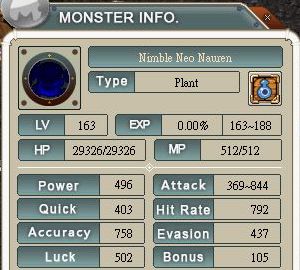 MONSTER INFO.
Nimble Neo Nauren
Type Plant
LV 163 EXP 0.00% 163~188
HP 29326/29326 MP 512/512
Power 496 Attack 369~844
Quick 403 Hit Rate 792
Accuracy 758 Evasion 437
Luck 502 Bonus 105